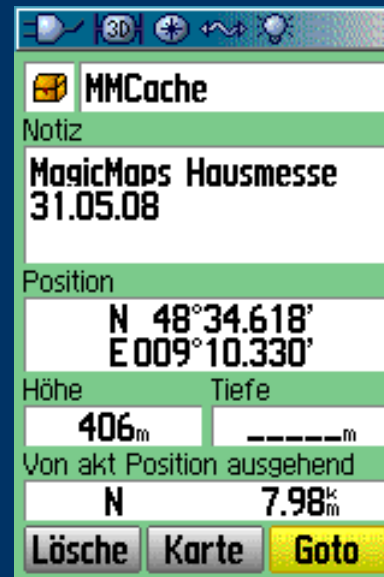 3D
MMCache
Notiz
MagicMaps Hausmesse
31.05.08
Position
N 48°34.618'
E 009°10.330'
Höhe Tiefe
406m _____m
Von akt Position ausgehend
N 7.98km
Lösche Karte Goto